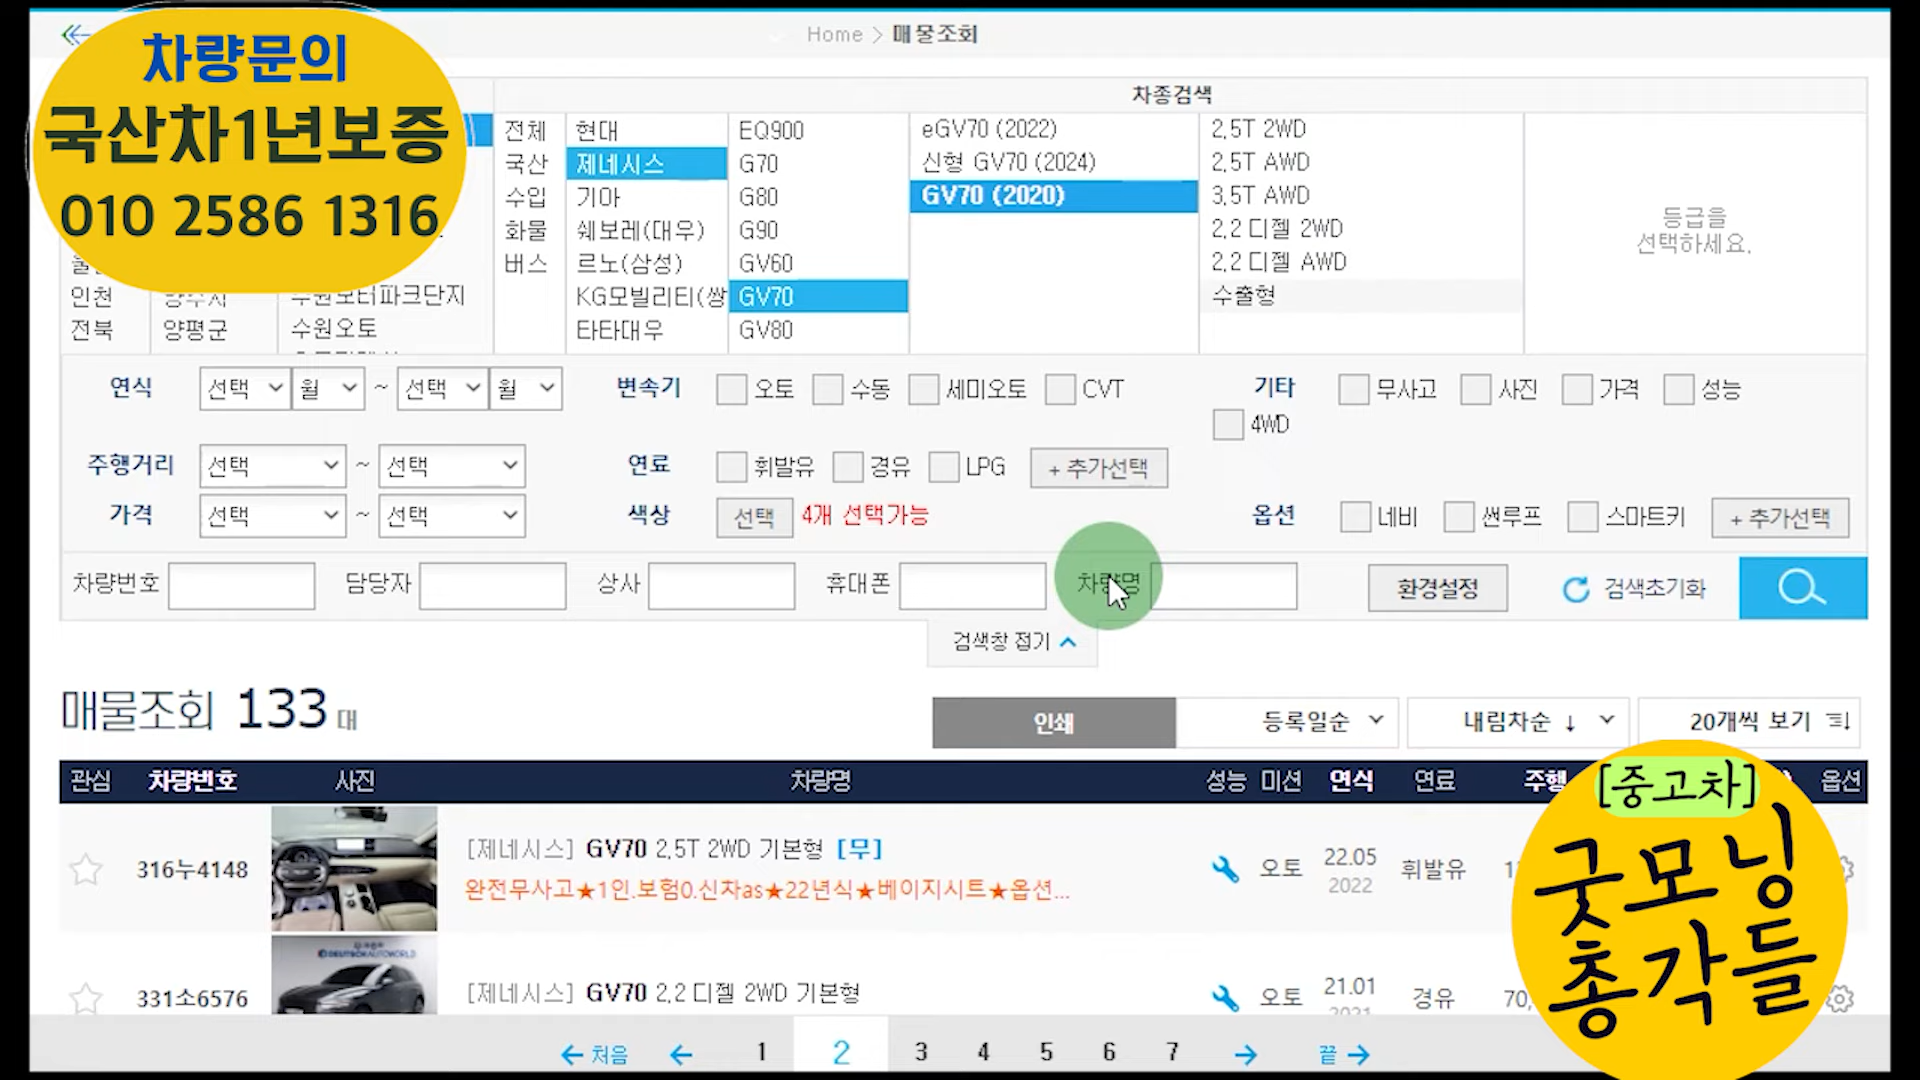 차량문의
국산차1년보증
010 2586 1316
Home > 매물조회
차종검색
전체 현대 EQ900 eGV70 (2022) 2,5T 2WD
국산 제네시스 G70 신형 GV70 (2024) 2,5T AWD
수입 기아 G80 GV70 (2020) 3,5T AWD
화물 쉐보레(대우) G90 2,2 디젤 2WD
버스 르노(삼성) GV60 2,2 디젤 AWD
인천 수원모터파크단지 KG모빌리티(쌍 GV70 수출형
전북 양평군 수원오토 타타대우 GV80
등급을
선택하세요.
연식 선택 월 ~ 선택 월 변속기 오토 수동 세미오토 CVT 기타 무사고 사진 가격 성능
4WD
주행거리 선택 ~ 선택 연료 휘발유 경유 LPG + 추가선택
가격 선택 ~ 선택 색상 선택 4개 선택가능 옵션 네비 썬루프 스마트키 + 추가선택
차량번호 담당자 상사 휴대폰 차량명 환경설정 검색초기화
검색창 접기
매물조회 133 대
인쇄 등록일순 내림차순 ↓ 20개씩 보기
관심 차량번호 사진 차량명 성능 미션 연식 연료 주행 옵션
316누4148 [제네시스] GV70 2,5T 2WD 기본형 [무] 오토 22.05 휘발유
완전무사고★1인.보험0.신차as★22년식★베이지시트★옵션... 2022
331소6576 [제네시스] GV70 2,2 디젤 2WD 기본형 오토 21.01 경유 70,
2021
← 처음 ← 1 2 3 4 5 6 7 → 끝 →
[중고차]
굿모닝
총각들